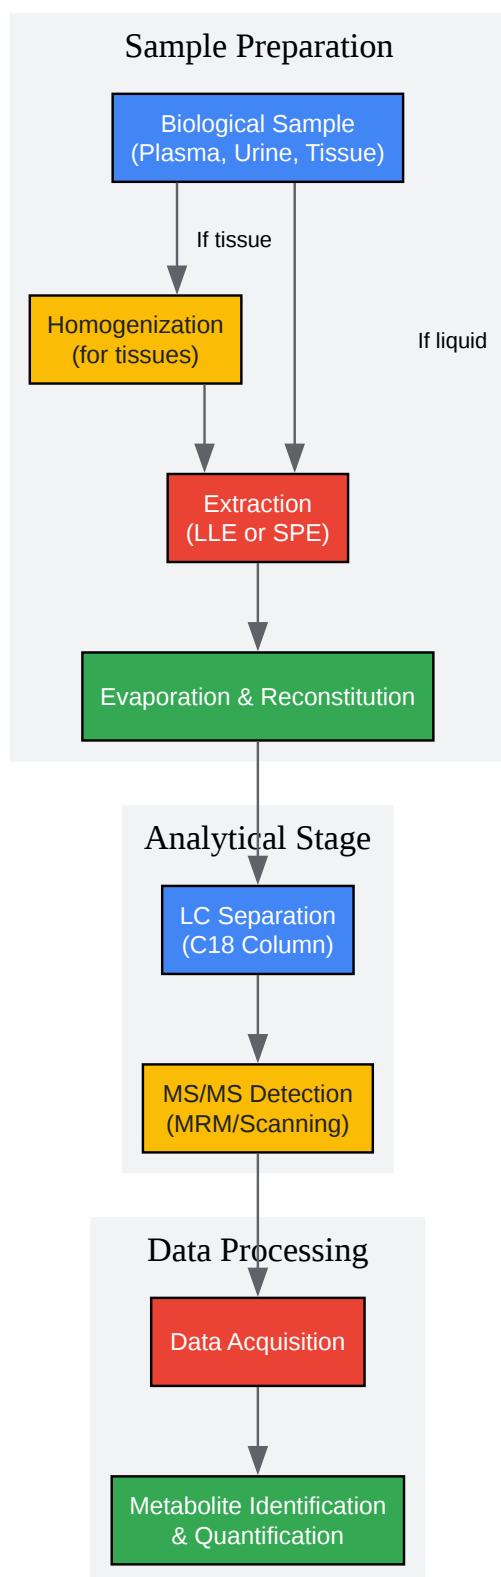 Sample Preparation
Biological Sample
(Plasma, Urine, Tissue)
If tissue
Homogenization
(for tissues)
If liquid
Extraction
(LLE or SPE)
Evaporation & Reconstitution
Analytical Stage
LC Separation
(C18 Column)
MS/MS Detection
(MRM/Scanning)
Data Processing
Data Acquisition
Metabolite Identification
& Quantification